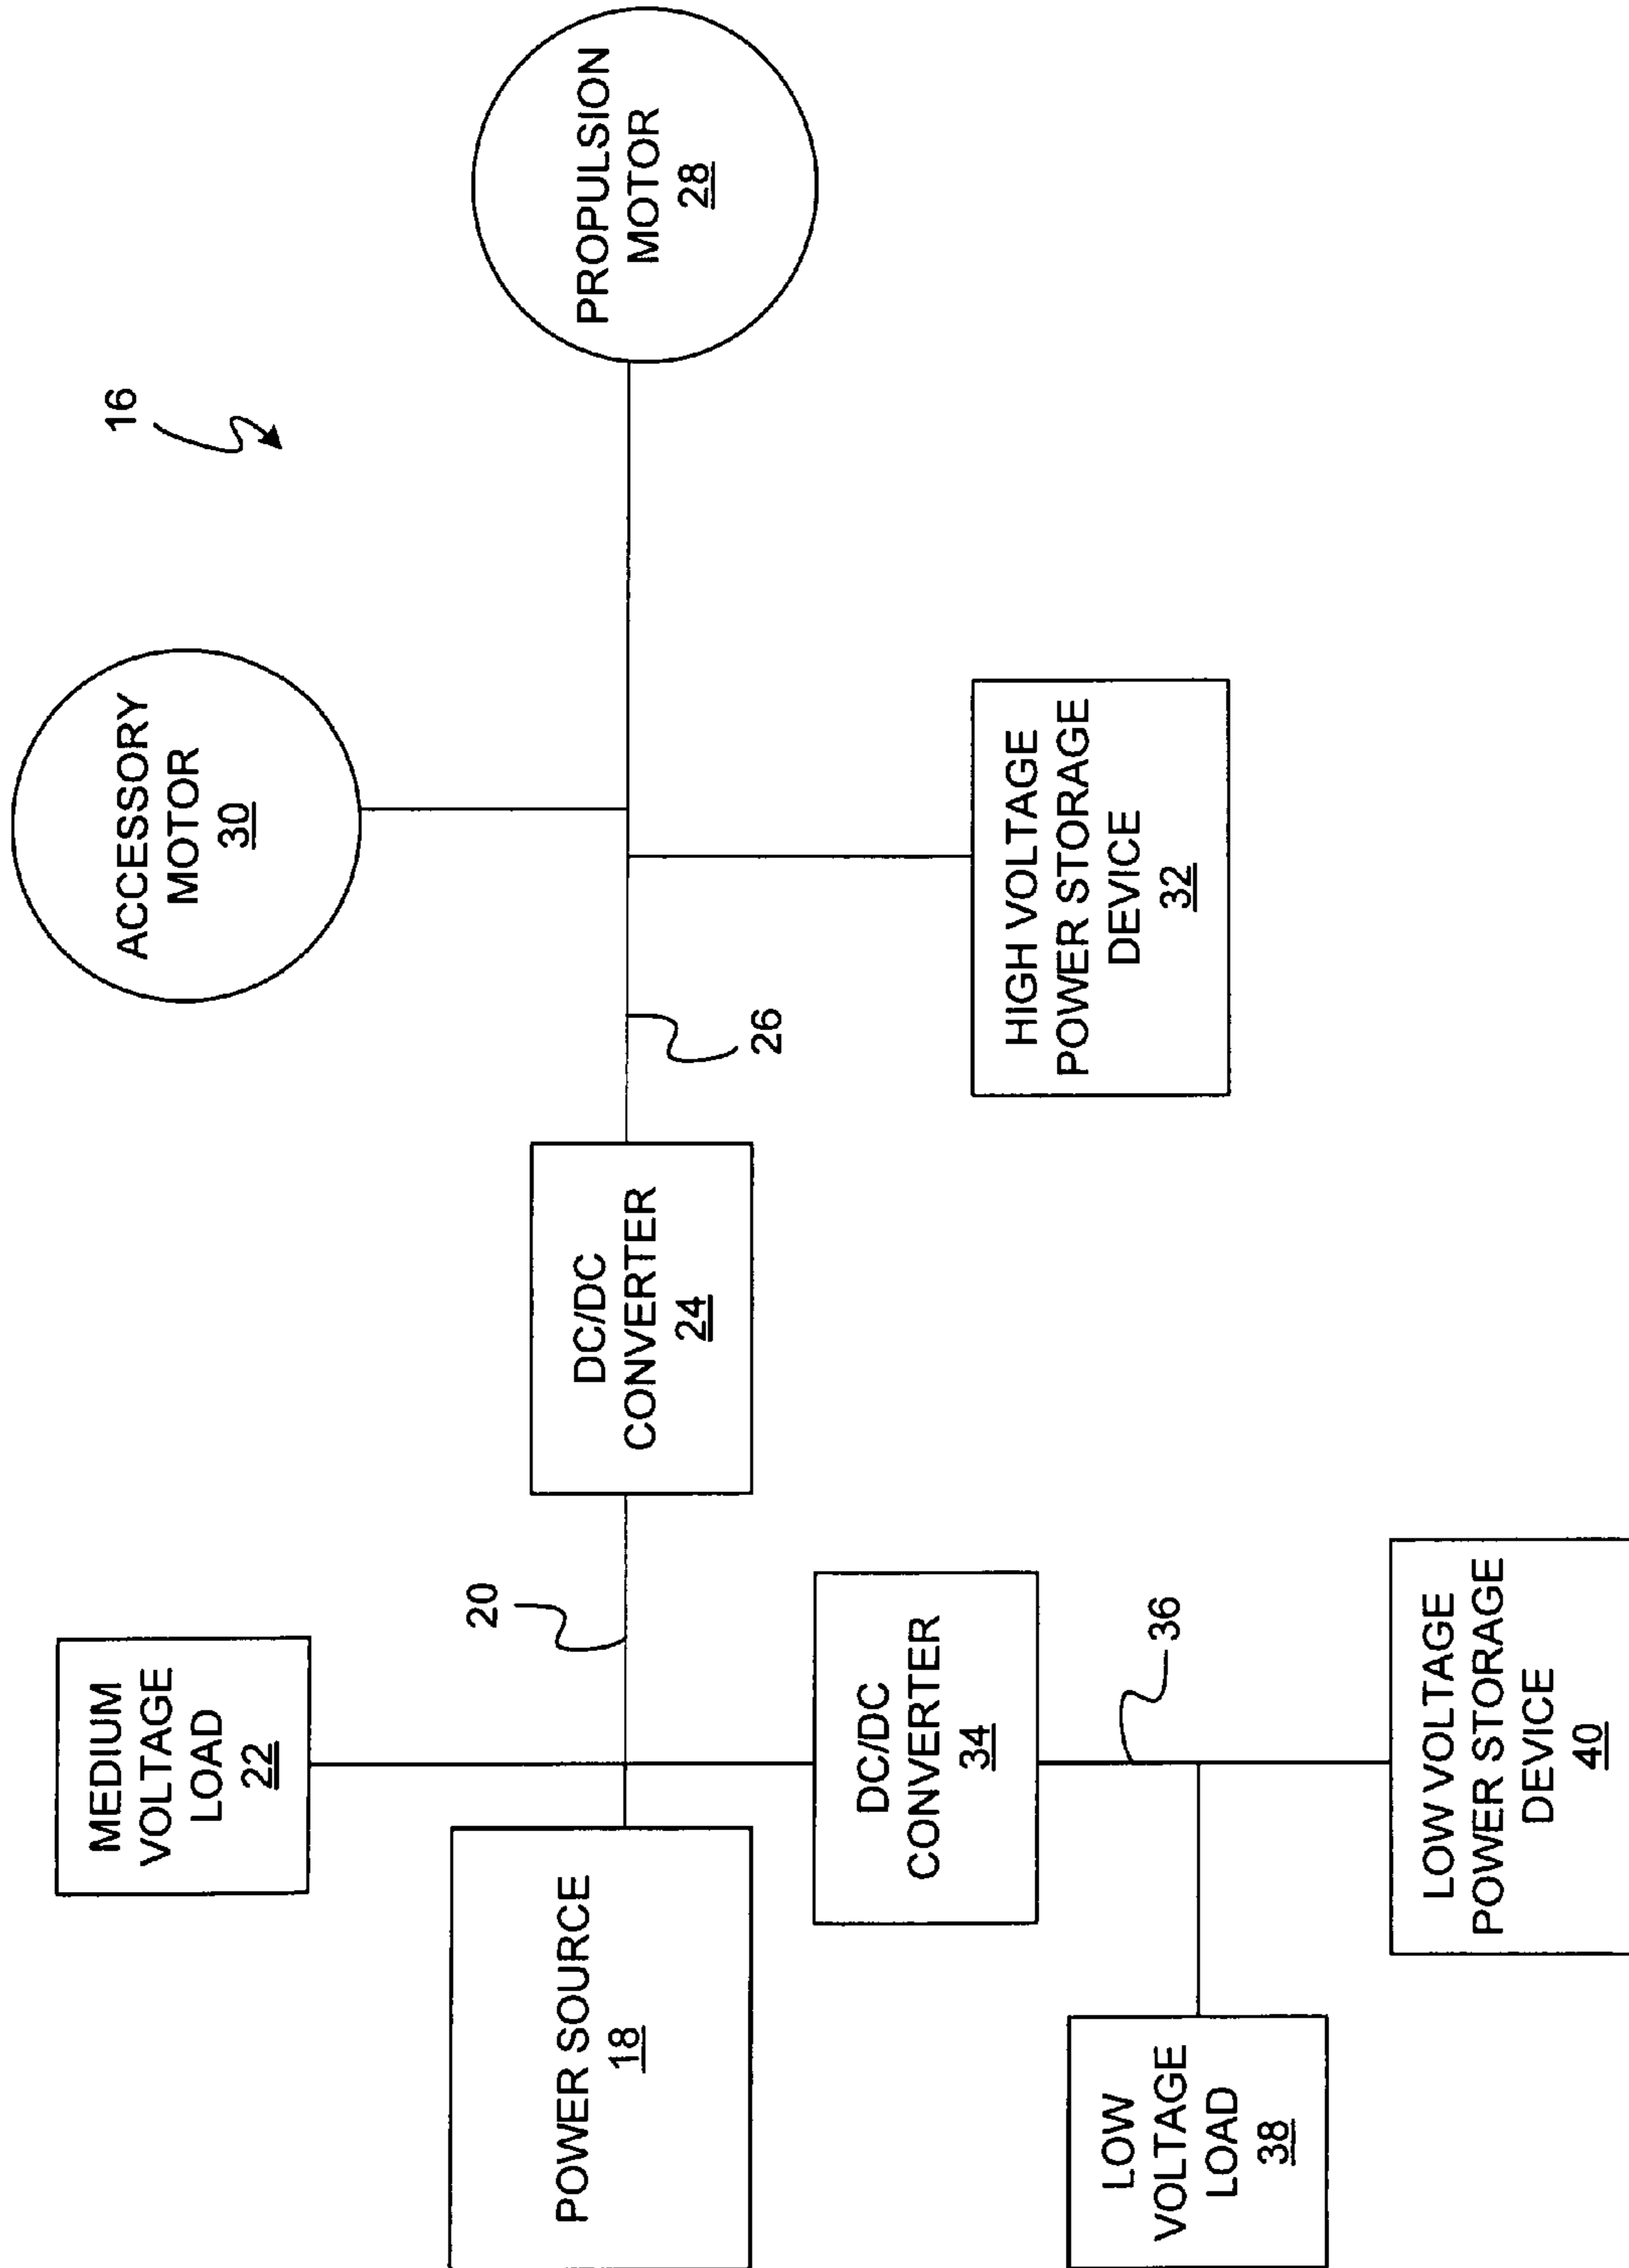 16
ACCESSORY
MOTOR
30
PROPULSION
MOTOR
28
MEDIUM
VOLTAGE
LOAD
22
20
26
POWER SOURCE
18
DC/DC
CONVERTER
24
DC/DC
CONVERTER
34
HIGH VOLTAGE
POWER STORAGE
DEVICE
32
36
LOW
VOLTAGE
LOAD
38
LOW VOLTAGE
POWER STORAGE
DEVICE
40